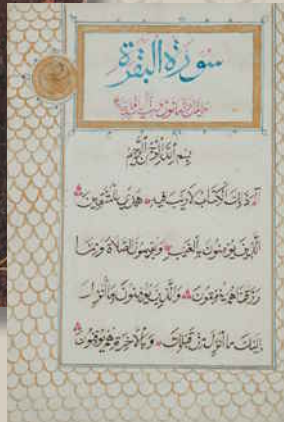 سورة البقرة
بسم الله الرحمن الرحيم
الم ذلك الكتاب لا ريب فيه هدى للمتقين
الذين يؤمنون بالغيب ويقيمون الصلاة ومما
رزقناهم ينفقون والذين يؤمنون بما أنزل
إليك وما أنزل من قبلك وبالآخرة هم يوقنون